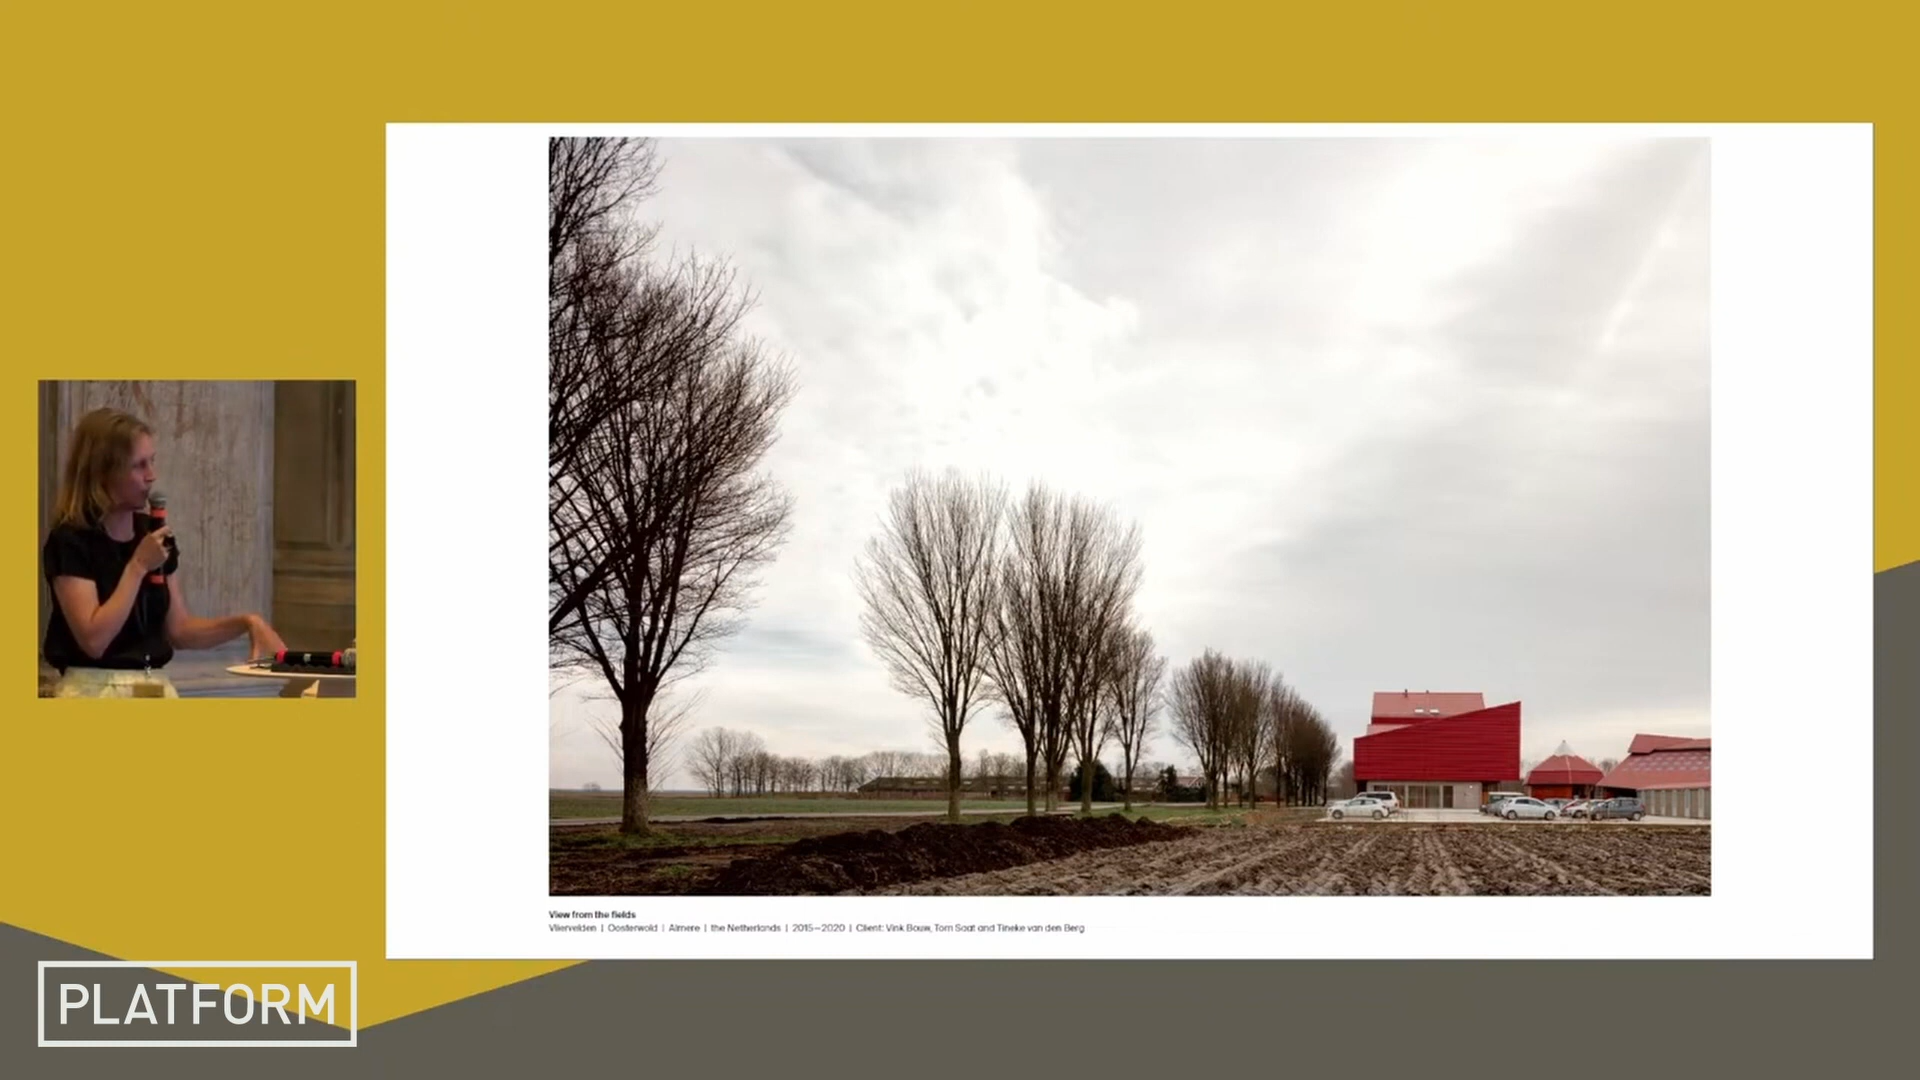 View from the fields
Vliervelden | Oosterwold | Almere | the Netherlands | 2015—2020 | Client: Vink Bouw, Tom Saat and Tineke van den Berg
PLATFORM